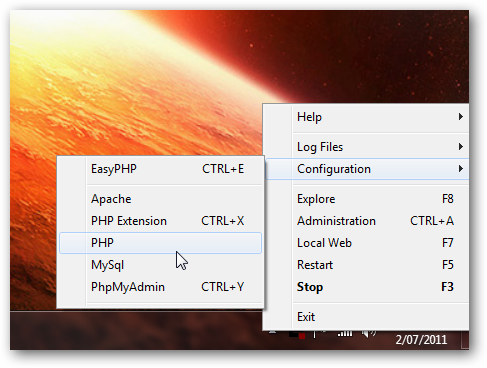 Help
Log Files
Configuration
Explore F8
Administration CTRL+A
Local Web F7
Restart F5
Stop F3
Exit
EasyPHP CTRL+E
Apache
PHP Extension CTRL+X
PHP
MySql
PhpMyAdmin CTRL+Y
2/07/2011